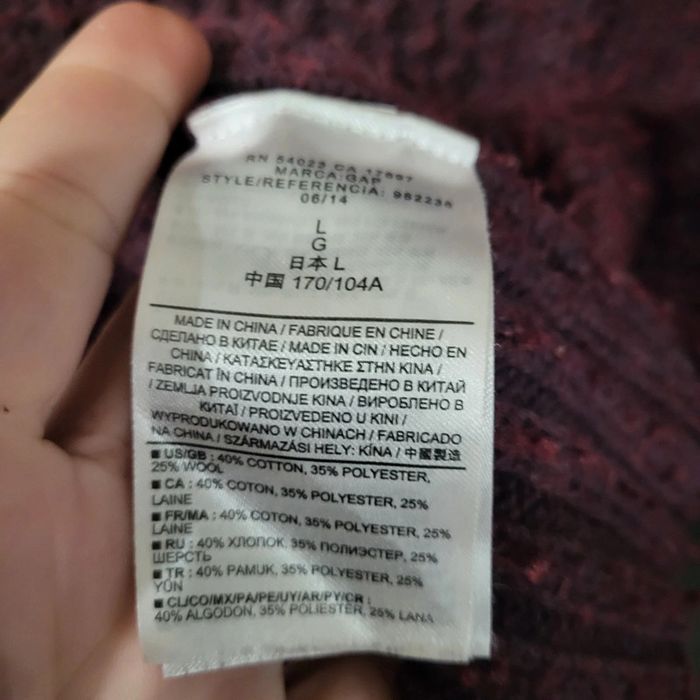 RN 54023 CA 17897
MARCA:GAP
STYLE/REFERENCIA: 982236
06/14
L
G
日本 L
中国 170/104A
MADE IN CHINA / FABRIQUE EN CHINE /
СДЕЛАНО В КИТАЕ / MADE IN CIN / HECHO EN
CHINA / ΚΑΤΑΣΚΕΥΑΣΤΗΚΕ ΣΤΗΝ ΚΙΝΑ /
FABRICAT ÎN CHINA / ПРОИЗВЕДЕНО В КИТАЙ
/ ZEMLJA PROIZVODNJE KINA / ВИРОБЛЕНО В
КИТАЇ / PROIZVEDENO U KINI /
WYPRODUKOWANO W CHINACH / FABRICADO
NA CHINA / SZÁRMAZÁSI HELY: KÍNA / 中國製造
■ US/GB : 40% COTTON, 35% POLYESTER,
25% WOOL
■ CA : 40% COTON, 35% POLYESTER, 25%
LAINE
■ FR/MA : 40% COTON, 35% POLYESTER, 25%
LAINE
■ RU : 40% ХЛОПОК, 35% ПОЛИЭСТЕР, 25%
ШЕРСТЬ
■ TR : 40% PAMUK, 35% POLYESTER, 25%
YÜN
■ CL/CO/MX/PA/PE/UY/AR/PY/CR :
40% ALGODON, 35% POLIESTER, 25% LANA